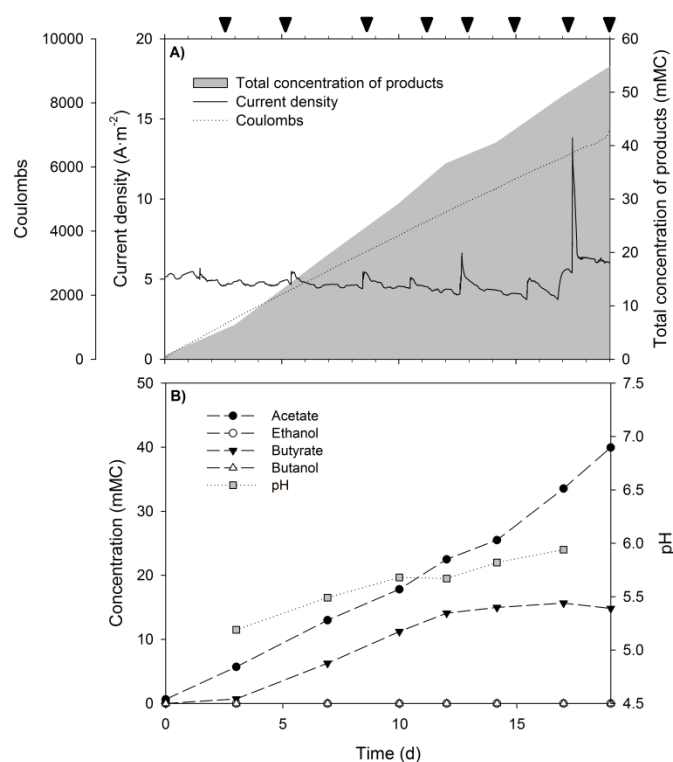 A)
Total concentration of products
Current density
Coulombs
10000
8000
6000
4000
2000
0
Coulombs
20
15
10
5
0
Current density (A·m-2)
60
50
40
30
20
10
0
Total concentration of products (mMC)
B)
Acetate
Ethanol
Butyrate
Butanol
pH
50
40
30
20
10
0
Concentration (mMC)
7.5
7.0
6.5
6.0
5.5
5.0
4.5
pH
0 5 10 15
Time (d)